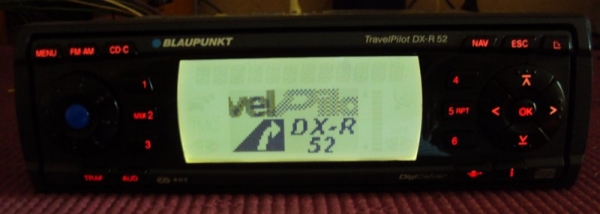 BLAUPUNKT TravelPilot DX-R 52
MENU FM·AM CD·C NAV ESC
1 4
MIX 2 5 RPT < OK >
3 6
velPilo
DX-R
52
TRAF AUD